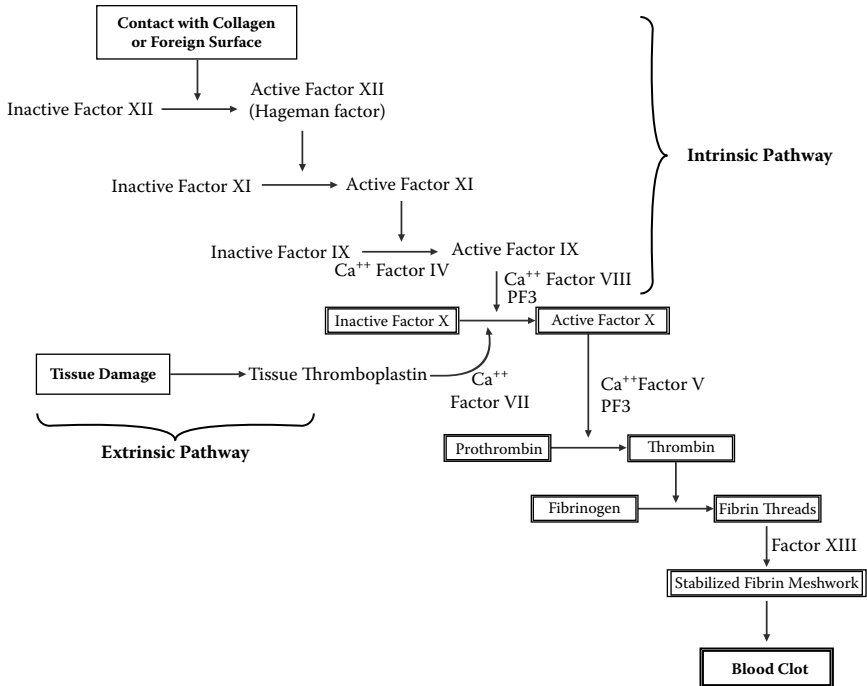 Contact with Collagen
or Foreign Surface
Inactive Factor XII
Active Factor XII
(Hageman factor)
Intrinsic Pathway
Inactive Factor XI
Active Factor XI
Inactive Factor IX
Active Factor IX
Ca⁺⁺ Factor IV
Ca⁺⁺ Factor VIII
PF3
Inactive Factor X
Active Factor X
Tissue Damage
Tissue Thromboplastin
Ca⁺⁺
Factor VII
Ca⁺⁺Factor V
PF3
Extrinsic Pathway
Prothrombin
Thrombin
Fibrinogen
Fibrin Threads
Factor XIII
Stabilized Fibrin Meshwork
Blood Clot